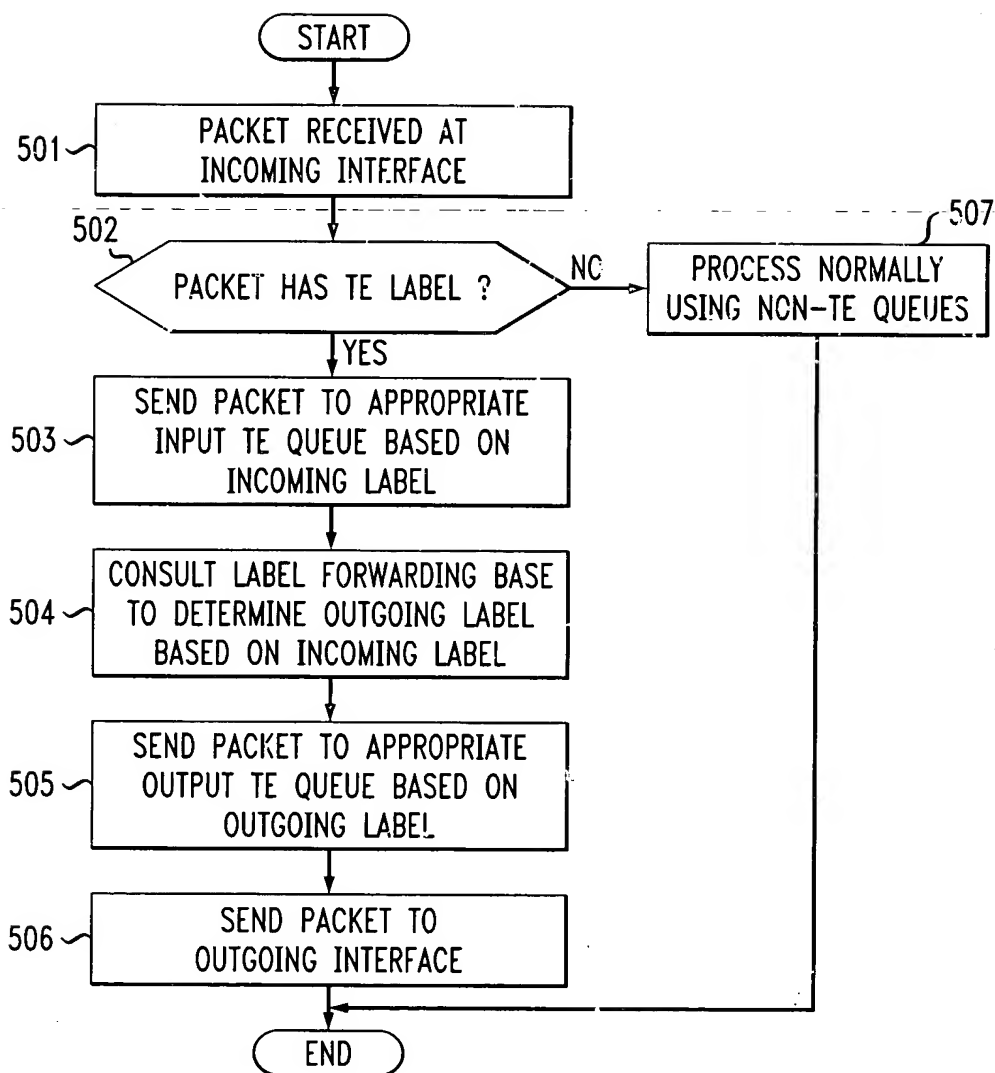 START
501
PACKET RECEIVED AT
INCOMING INTERFACE
502
PACKET HAS TE LABEL ?
NO
507
PROCESS NORMALLY
USING NON-TE QUEUES
YES
503
SEND PACKET TO APPROPRIATE
INPUT TE QUEUE BASED ON
INCOMING LABEL
504
CONSULT LABEL FORWARDING BASE
TO DETERMINE OUTGOING LABEL
BASED ON INCOMING LABEL
505
SEND PACKET TO APPROPRIATE
OUTPUT TE QUEUE BASED ON
OUTGOING LABEL
506
SEND PACKET TO
OUTGOING INTERFACE
END